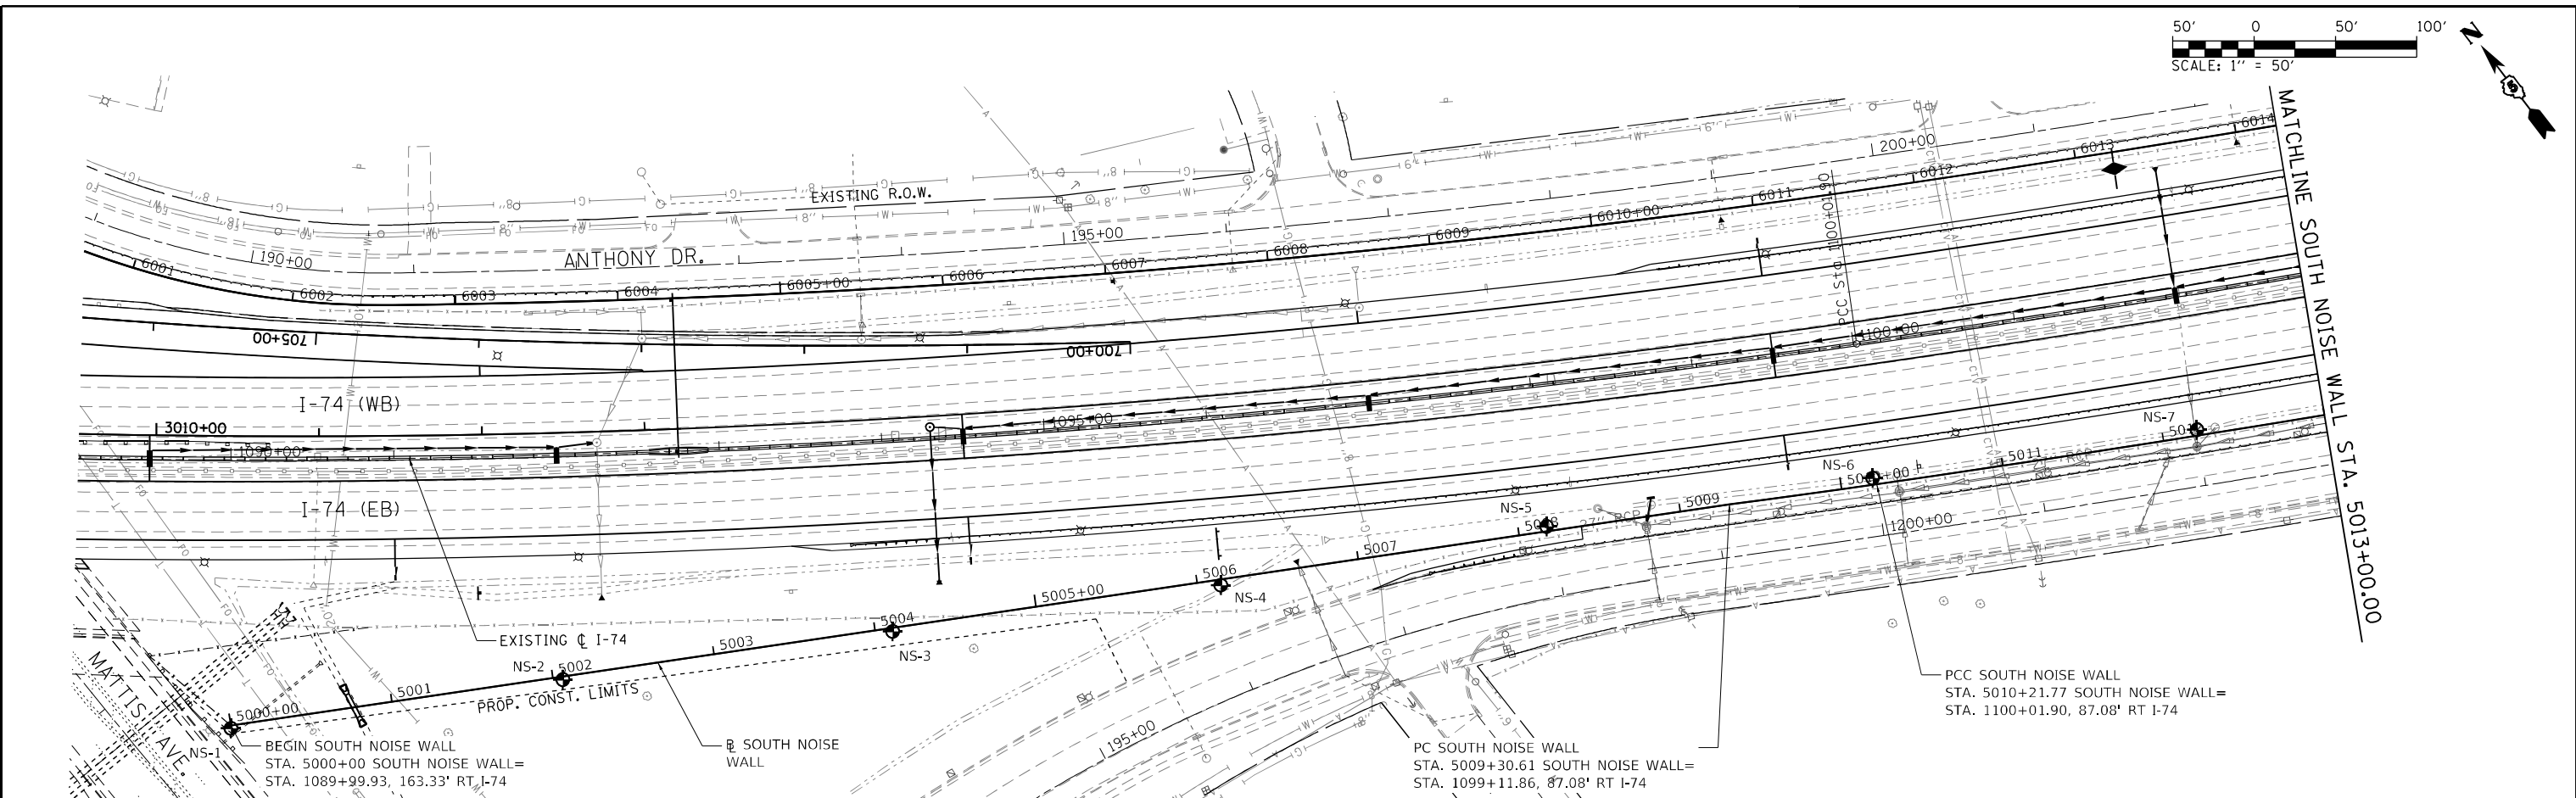 50' 0 50' 100'
SCALE: 1'' = 50'
N
5
MATCHLINE SOUTH NOISE WALL STA. 5013+00.00
EXISTING R.O.W.
ANTHONY DR.
190+00
195+00
200+00
6001
6002
6003
6004
6005+00
6006
6007
6008
6009
6010+00
6011
6012
6013
6014
PCC Sta 1100+01.90
705+00
700+00
I-74 (WB)
3010+00
1090+00
1095+00
1100+00
I-74 (EB)
EXISTING ℄ I-74
MATTIS AVE.
NS-1
NS-2
NS-3
NS-4
NS-5
NS-6
NS-7
5000+00
5001
5002
5003
5004
5005+00
5006
5007
5009
5011
27'' RCP
1200+00
195+00
PROP. CONST. LIMITS
BEGIN SOUTH NOISE WALL
STA. 5000+00 SOUTH NOISE WALL=
STA. 1089+99.93, 163.33' RT I-74
B SOUTH NOISE
WALL
PC SOUTH NOISE WALL
STA. 5009+30.61 SOUTH NOISE WALL=
STA. 1099+11.86, 87.08' RT I-74
PCC SOUTH NOISE WALL
STA. 5010+21.77 SOUTH NOISE WALL=
STA. 1100+01.90, 87.08' RT I-74